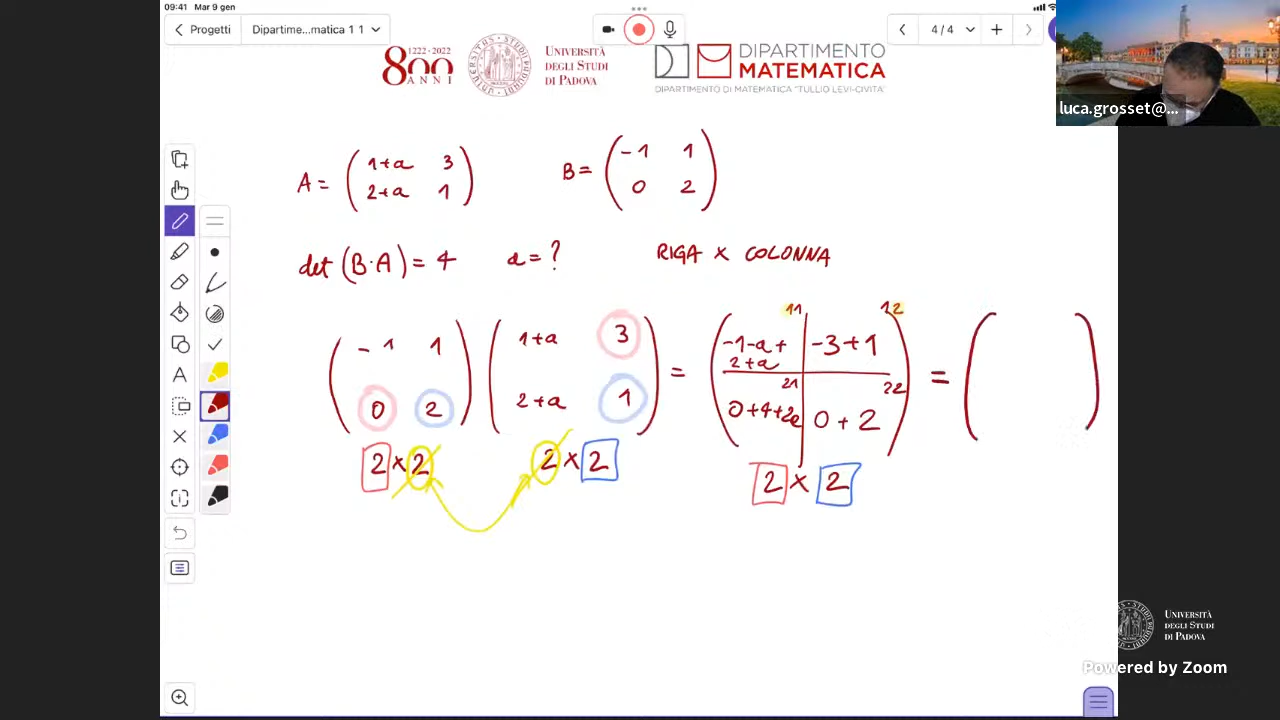 09:41 Mar 9 gen
Progetti
Dipartime...matica 1 1
4/4
luca.grosset@...
1222·2022
800
ANNI
UNIVERSITÀ
DEGLI STUDI
DI PADOVA
DIPARTIMENTO
MATEMATICA
DIPARTIMENTO DI MATEMATICA "TULLIO LEVI-CIVITA"
A = ( 1+a 3
2+a 1 )
B = ( -1 1
0 2 )
det (B·A) = 4 a = ? RIGA x COLONNA
( -1 1
0 2 )
( 1+a 3
2+a 1 )
=
( 11 -1-a+
2+a
12 -3+1
21 0+4+2a
22 0+2 )
= ( )
2 x 2
2 x 2
2 x 2
A
UNIVERSITÀ
DEGLI STUDI
DI PADOVA
Powered by Zoom